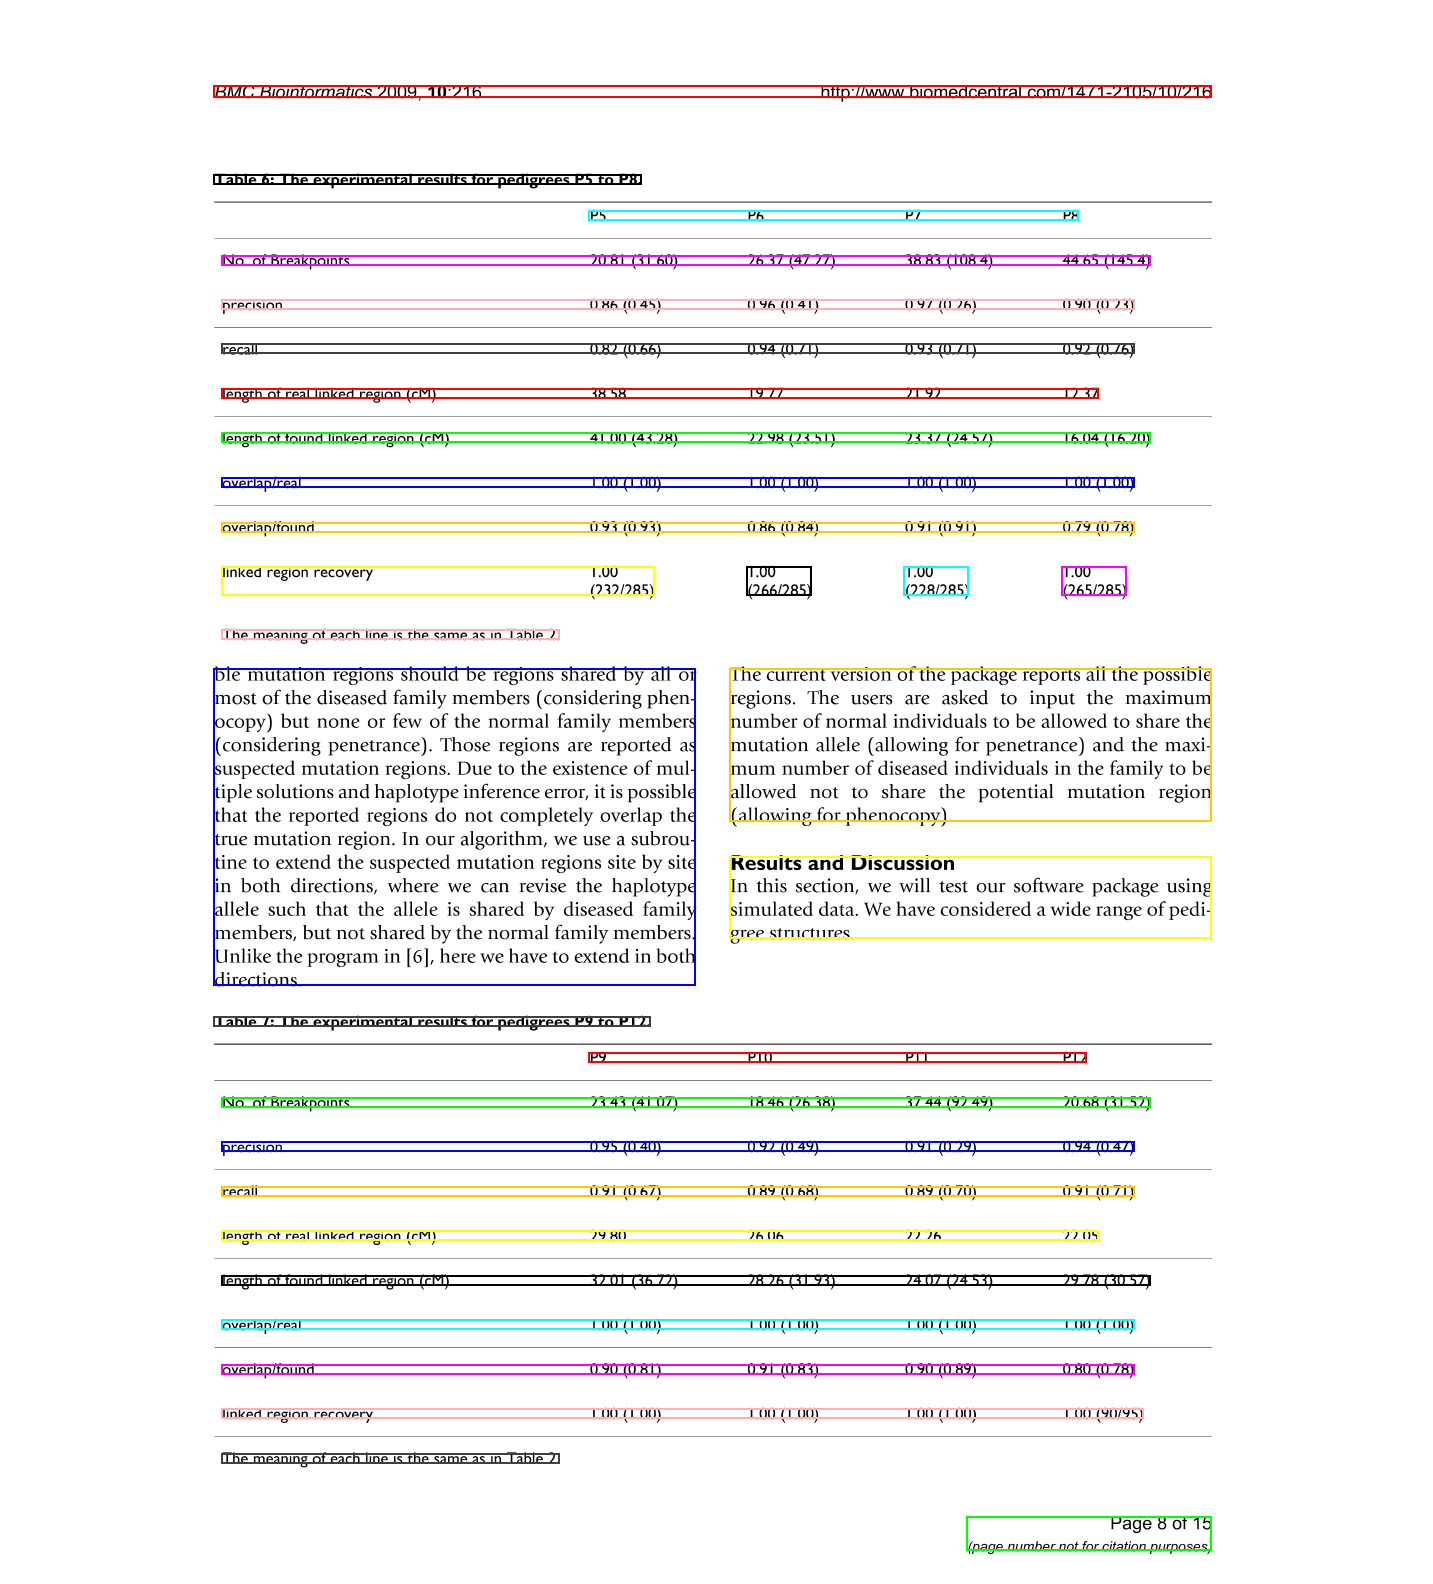 BMC Bioinformatics 2009, 10:216 http://www.biomedcentral.com/1471-2105/10/216
Table 6: The experimental results for pedigrees P5 to P8.
P5 P6 P7 P8
No. of Breakpoints 20.81 (31.60) 26.37 (47.27) 38.83 (108.4) 44.65 (145.4)
precision 0.86 (0.45) 0.96 (0.41) 0.97 (0.26) 0.90 (0.23)
recall 0.82 (0.66) 0.94 (0.71) 0.93 (0.71) 0.92 (0.76)
length of real linked region (cM) 38.58 19.77 21.92 12.37
length of found linked region (cM) 41.00 (43.28) 22.98 (23.51) 23.37 (24.57) 16.04 (16.20)
overlap/real 1.00 (1.00) 1.00 (1.00) 1.00 (1.00) 1.00 (1.00)
overlap/found 0.93 (0.93) 0.86 (0.84) 0.91 (0.91) 0.79 (0.78)
linked region recovery 1.00 1.00 1.00 1.00
(232/285) (266/285) (228/285) (265/285)
The meaning of each line is the same as in Table 2.
ble mutation regions should be regions shared by all or
most of the diseased family members (considering phen-
ocopy) but none or few of the normal family members
(considering penetrance). Those regions are reported as
suspected mutation regions. Due to the existence of mul-
tiple solutions and haplotype inference error, it is possible
that the reported regions do not completely overlap the
true mutation region. In our algorithm, we use a subrou-
tine to extend the suspected mutation regions site by site
in both directions, where we can revise the haplotype
allele such that the allele is shared by diseased family
members, but not shared by the normal family members.
Unlike the program in [6], here we have to extend in both
directions.
The current version of the package reports all the possible
regions. The users are asked to input the maximum
number of normal individuals to be allowed to share the
mutation allele (allowing for penetrance) and the maxi-
mum number of diseased individuals in the family to be
allowed not to share the potential mutation region
(allowing for phenocopy).
Results and Discussion
In this section, we will test our software package using
simulated data. We have considered a wide range of pedi-
gree structures.
Table 7: The experimental results for pedigrees P9 to P12.
P9 P10 P11 P12
No. of Breakpoints 23.43 (41.07) 18.46 (26.38) 37.44 (92.49) 20.68 (31.52)
precision 0.95 (0.40) 0.92 (0.49) 0.91 (0.29) 0.94 (0.47)
recall 0.91 (0.67) 0.89 (0.68) 0.89 (0.70) 0.91 (0.71)
length of real linked region (cM) 29.80 26.06 22.26 22.05
length of found linked region (cM) 32.01 (36.72) 28.26 (31.93) 24.07 (24.53) 29.78 (30.57)
overlap/real 1.00 (1.00) 1.00 (1.00) 1.00 (1.00) 1.00 (1.00)
overlap/found 0.90 (0.81) 0.91 (0.83) 0.90 (0.89) 0.80 (0.78)
linked region recovery 1.00 (1.00) 1.00 (1.00) 1.00 (1.00) 1.00 (90/95)
The meaning of each line is the same as in Table 2.
Page 8 of 15
(page number not for citation purposes)